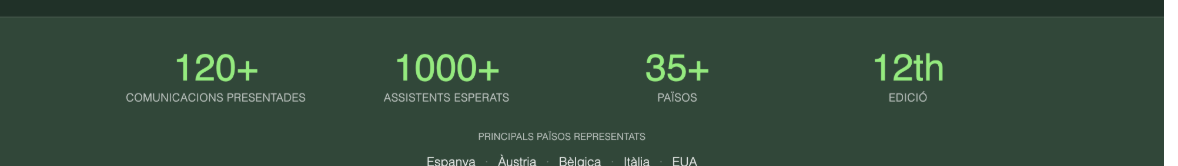 120+ 1000+ 35+ 12th
COMUNICACIONS PRESENTADES ASSISTENTS ESPERATS PAÏSOS EDICIÓ
PRINCIPALS PAÏSOS REPRESENTATS
Espanya · Àustria · Bèlgica · Itàlia · EUA